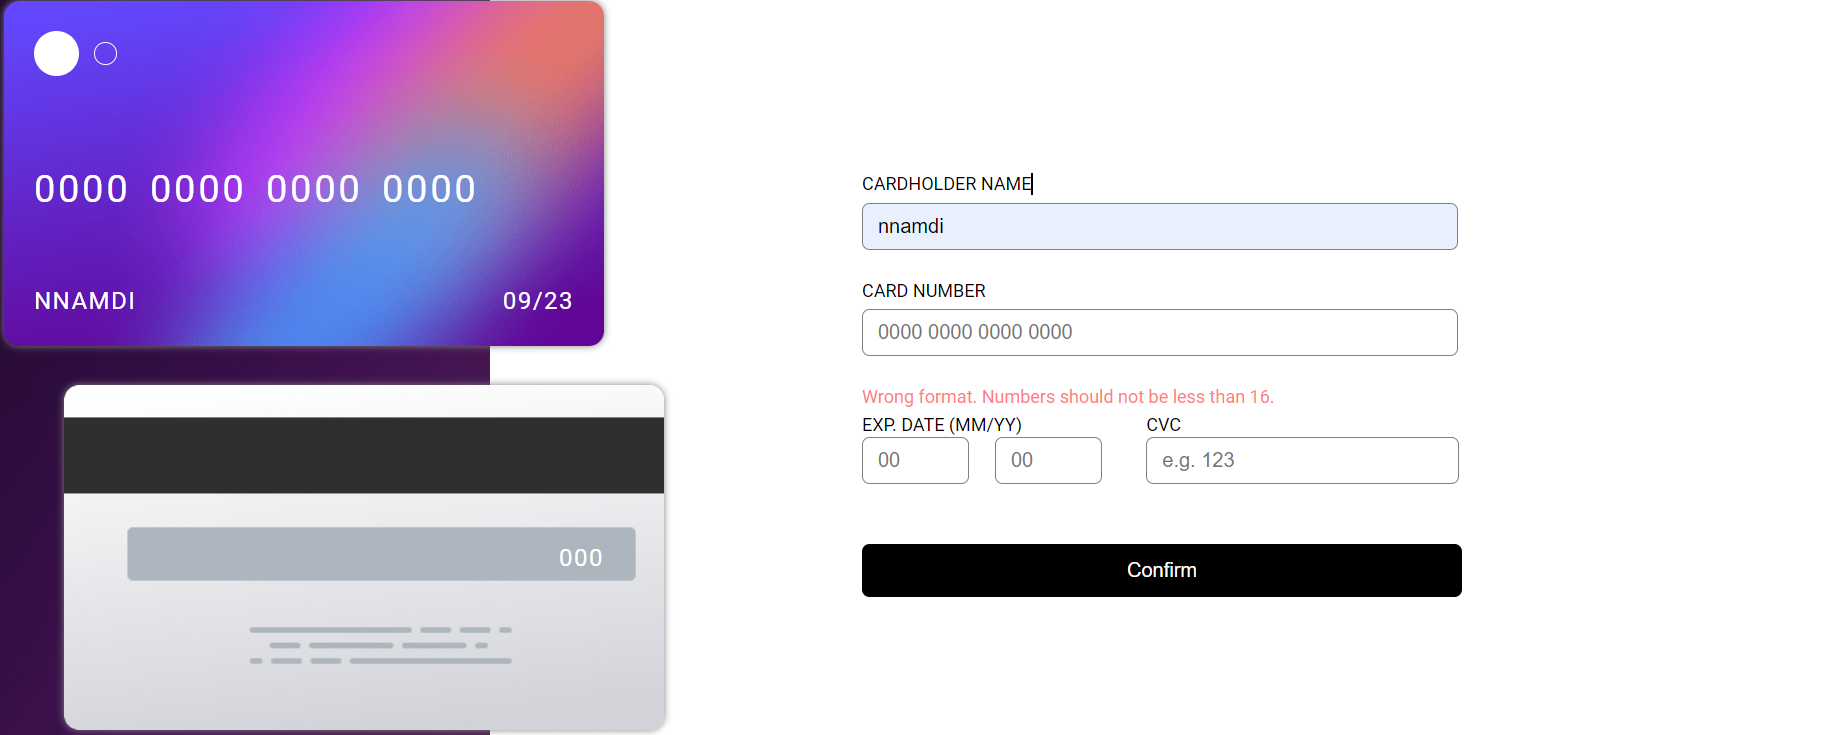 0000 0000 0000 0000
NNAMDI 09/23
000
CARDHOLDER NAME
nnamdi
CARD NUMBER
0000 0000 0000 0000
Wrong format. Numbers should not be less than 16.
EXP. DATE (MM/YY) CVC
00 00 e.g. 123
Confirm